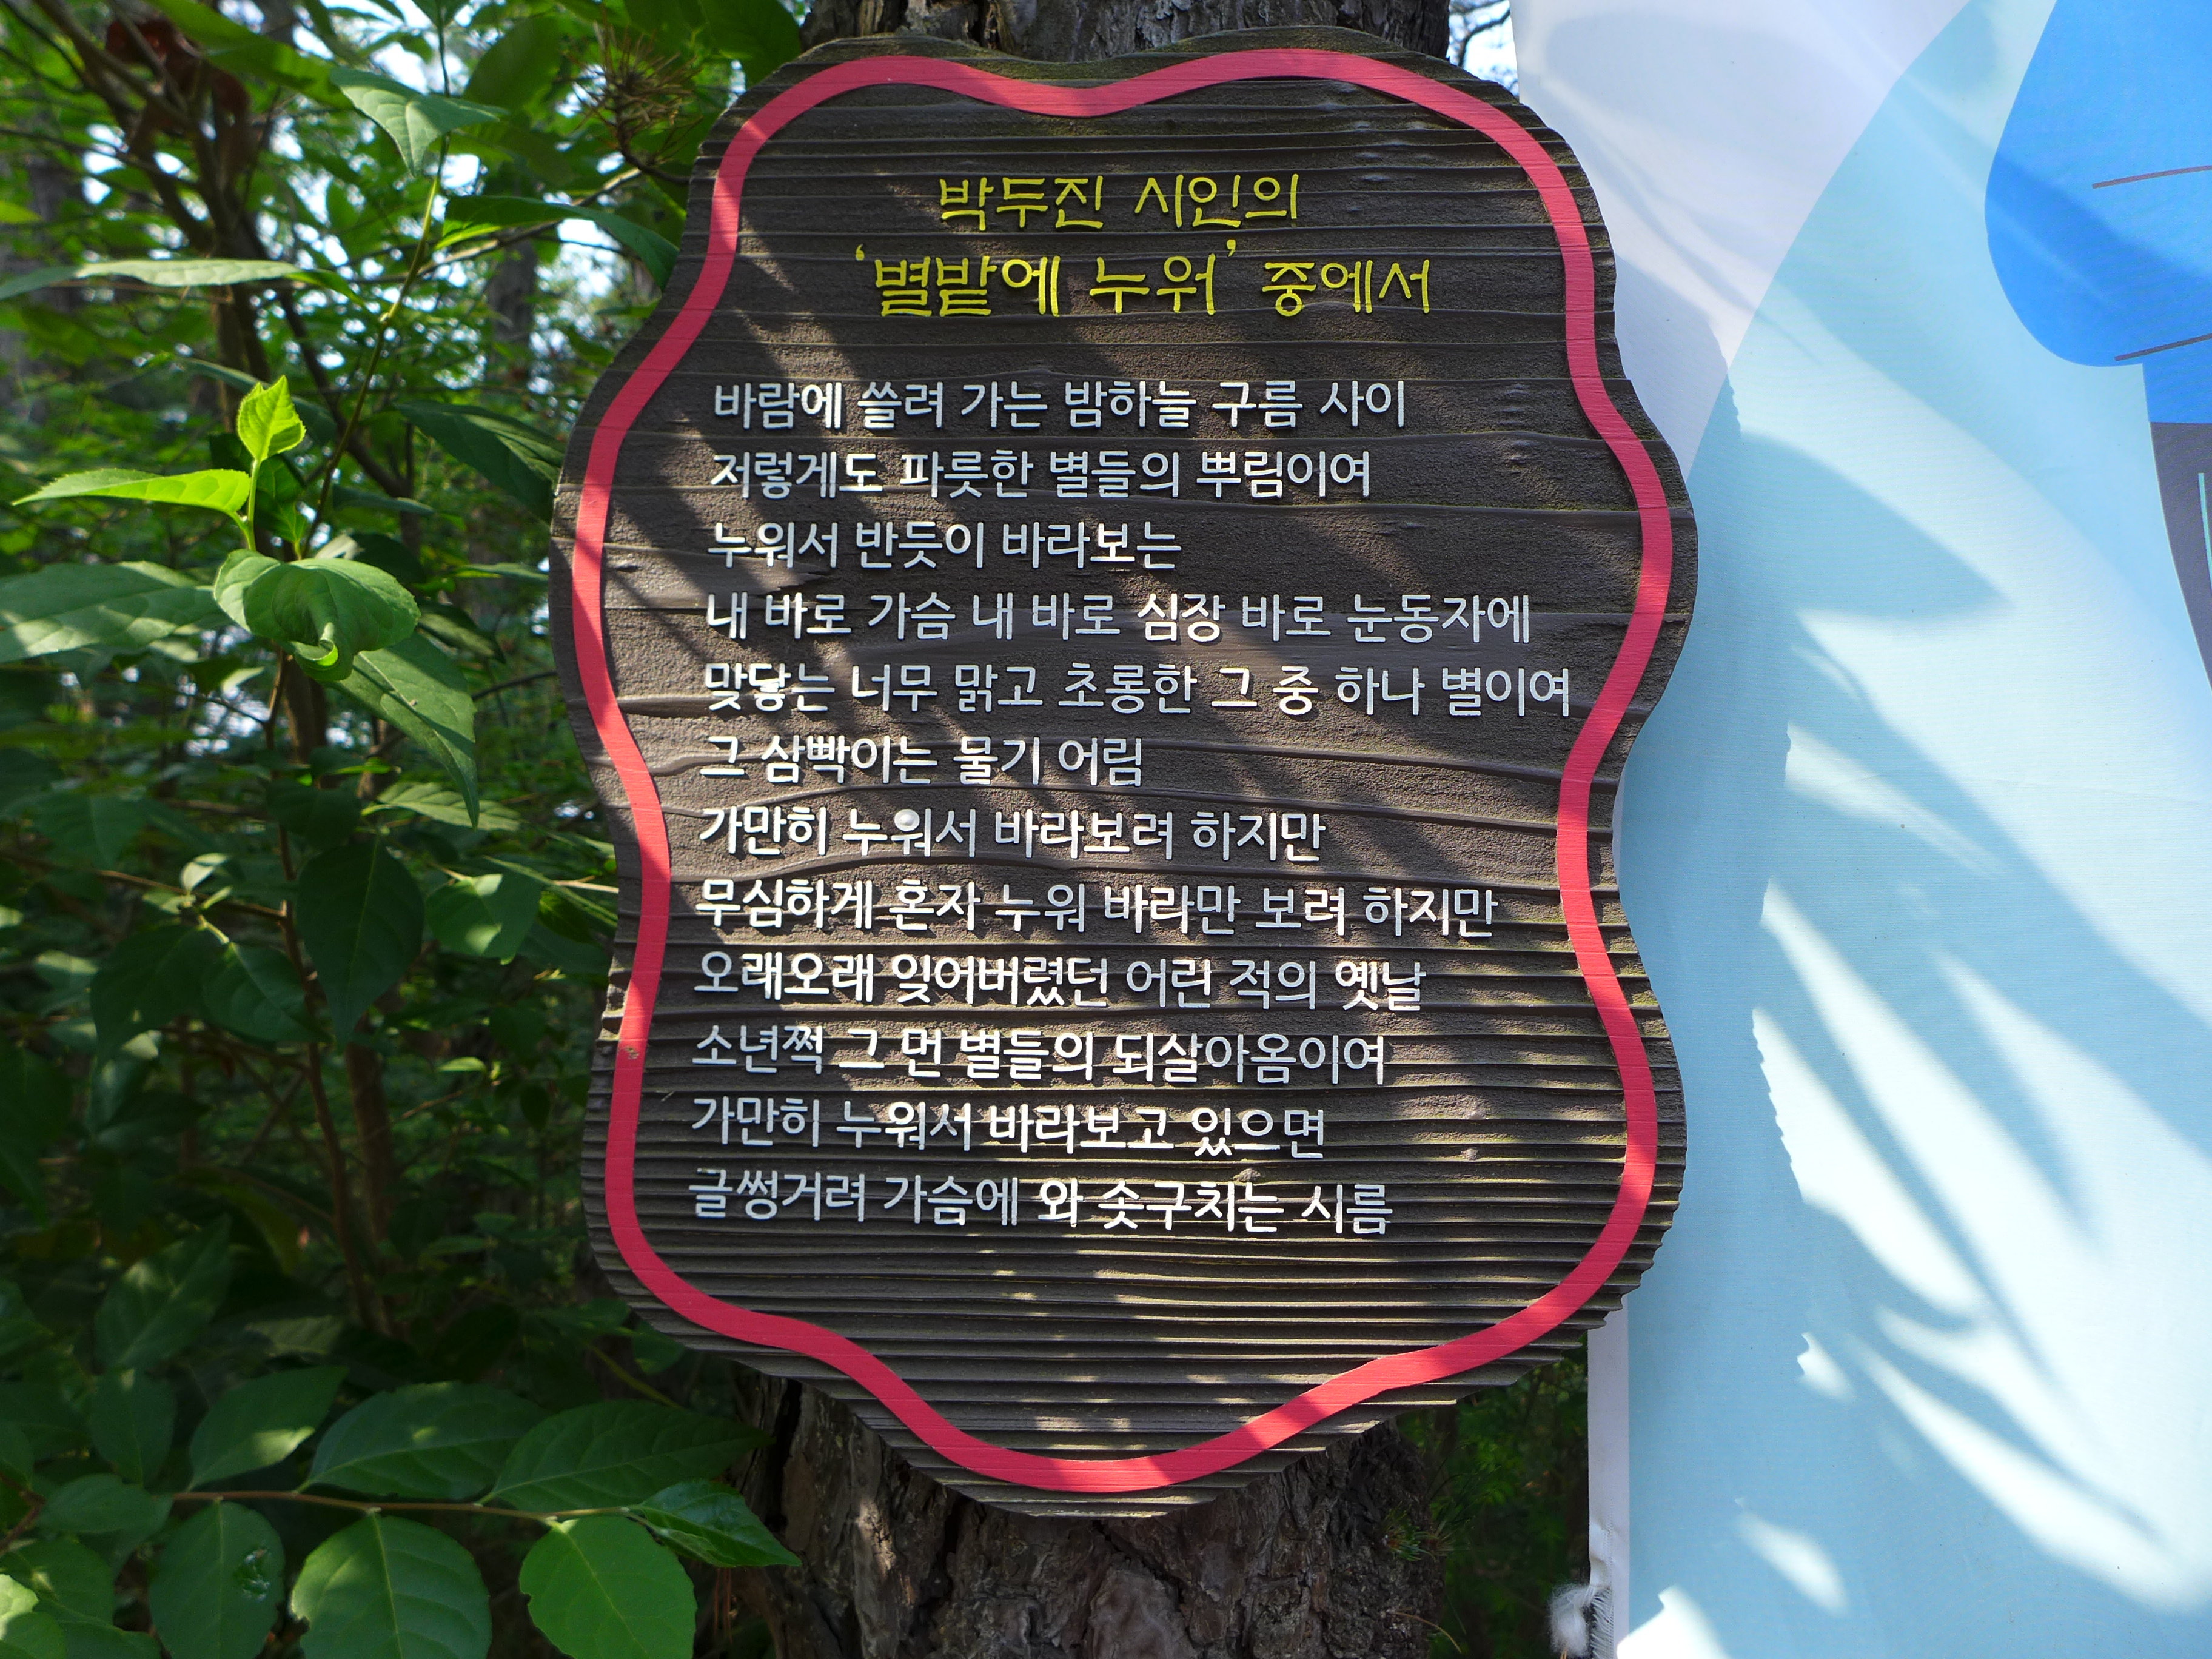 박두진 시인의
'별밭에 누워' 중에서
바람에 쓸려 가는 밤하늘 구름 사이
저렇게도 파릇한 별들의 뿌림이여
누워서 반듯이 바라보는
내 바로 가슴 내 바로 심장 바로 눈동자에
맞닿는 너무 맑고 초롱한 그 중 하나 별이여
그 삼빡이는 물기 어림
가만히 누워서 바라보려 하지만
무심하게 혼자 누워 바라만 보려 하지만
오래오래 잊어버렸던 어린 적의 옛날
소년쩍 그 먼 별들의 되살아옴이여
가만히 누워서 바라보고 있으면
글썽거려 가슴에 와 솟구치는 시름